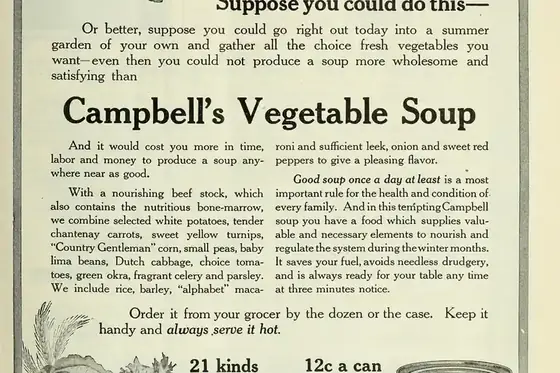 Suppose you could do this—
Or better, suppose you could go right out today into a summer
garden of your own and gather all the choice fresh vegetables you
want—even then you could not produce a soup more wholesome and
satisfying than
Campbell's Vegetable Soup
And it would cost you more in time,
labor and money to produce a soup any-
where near as good.
With a nourishing beef stock, which
also contains the nutritious bone-marrow,
we combine selected white potatoes, tender
chantenay carrots, sweet yellow turnips,
"Country Gentleman" corn, small peas, baby
lima beans, Dutch cabbage, choice toma-
toes, green okra, fragrant celery and parsley.
We include rice, barley, "alphabet" maca-
roni and sufficient leek, onion and sweet red
peppers to give a pleasing flavor.
Good soup once a day at least is a most
important rule for the health and condition of
every family. And in this tempting Campbell
soup you have a food which supplies valu-
able and necessary elements to nourish and
regulate the system during the winter months.
It saves your fuel, avoids needless drudgery,
and is always ready for your table any time
at three minutes notice.
Order it from your grocer by the dozen or the case. Keep it
handy and always serve it hot.
21 kinds 12c a can